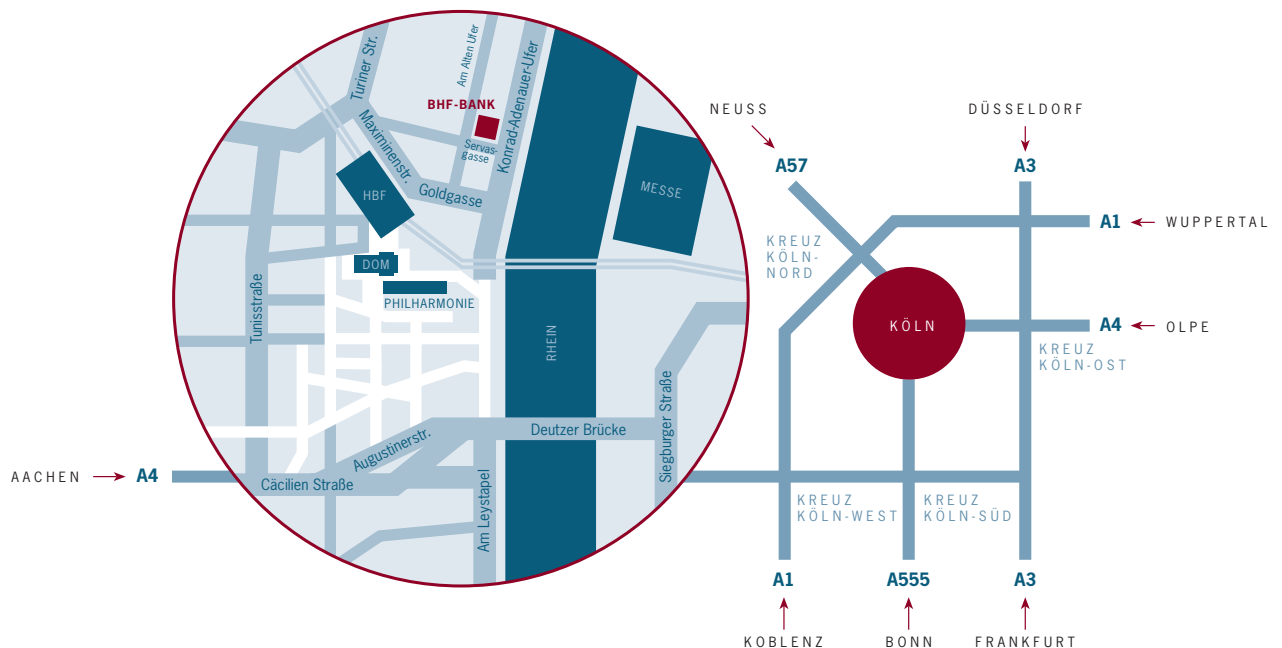 Turiner Str.
Am Alten Ufer
Konrad-Adenauer-Ufer
BHF-BANK
Servas-
gasse
Maximinenstr.
Goldgasse
HBF
MESSE
DOM
PHILHARMONIE
Tunisstraße
RHEIN
Siegburger Straße
Deutzer Brücke
Augustinerstr.
Cäcilien Straße
Am Leystapel
AACHEN
A4
NEUSS
A57
DÜSSELDORF
A3
A1
WUPPERTAL
KREUZ
KÖLN-
NORD
KÖLN
A4
OLPE
KREUZ
KÖLN-OST
KREUZ
KÖLN-WEST
KREUZ
KÖLN-SÜD
A1
A555
A3
KOBLENZ
BONN
FRANKFURT